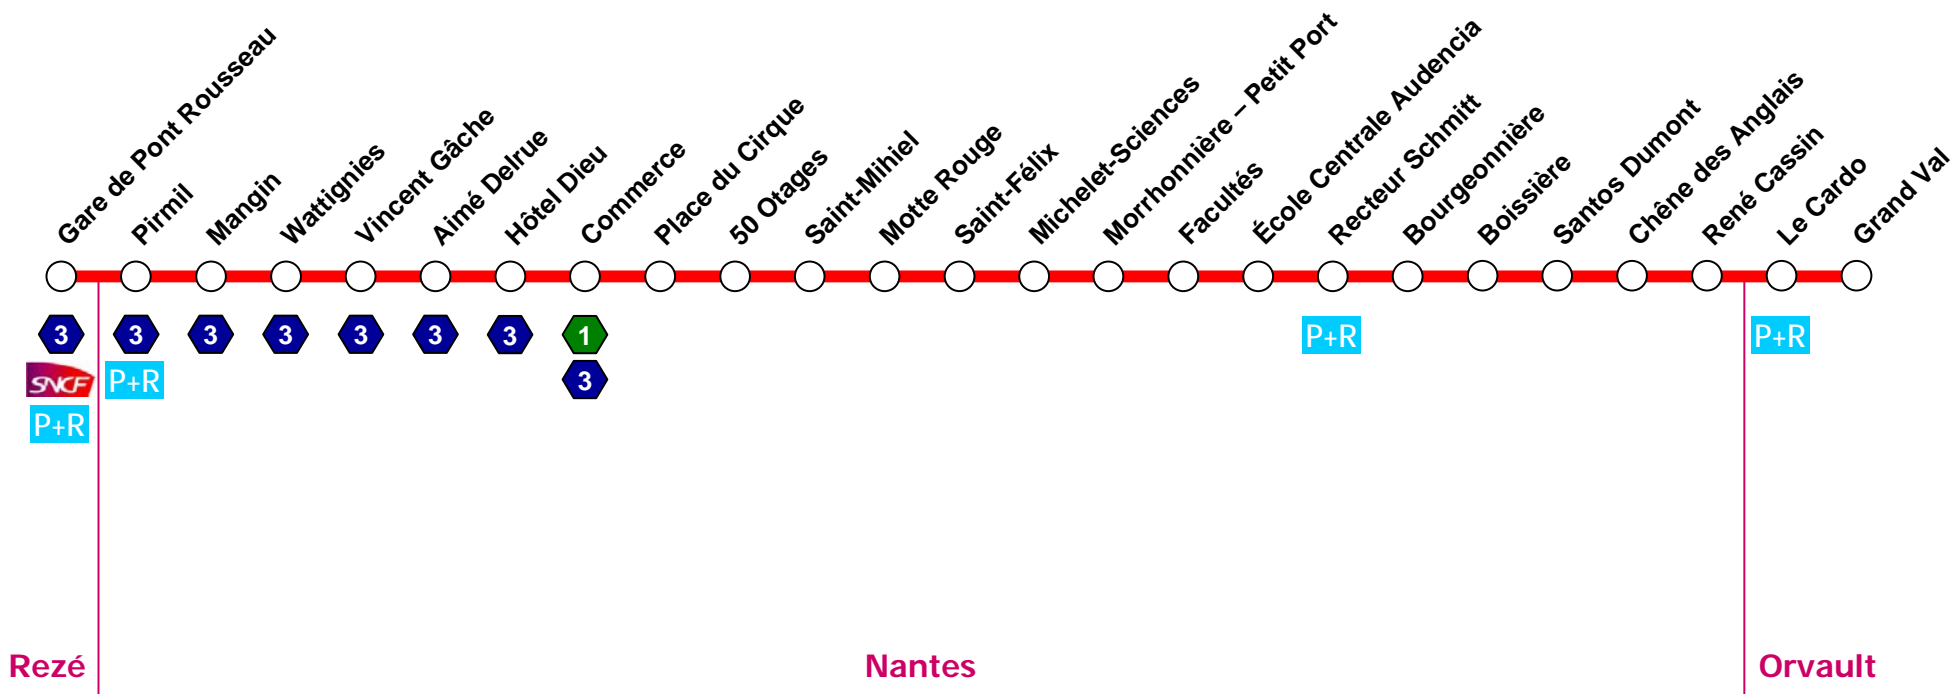 Gare de Pont Rousseau
Pirmil
Mangin
Wattignies
Vincent Gâche
Aimé Delrue
Hôtel Dieu
Commerce
Place du Cirque
50 Otages
Saint-Mihiel
Motte Rouge
Saint-Félix
Michelet-Sciences
Morrhonnière – Petit Port
Facultés
École Centrale Audencia
Recteur Schmitt
Bourgeonnière
Boissière
Santos Dumont
Chêne des Anglais
René Cassin
Le Cardo
Grand Val
3 3 3 3 3 3 3 1 P+R P+R
SNCF P+R 3
P+R
Rezé Nantes Orvault